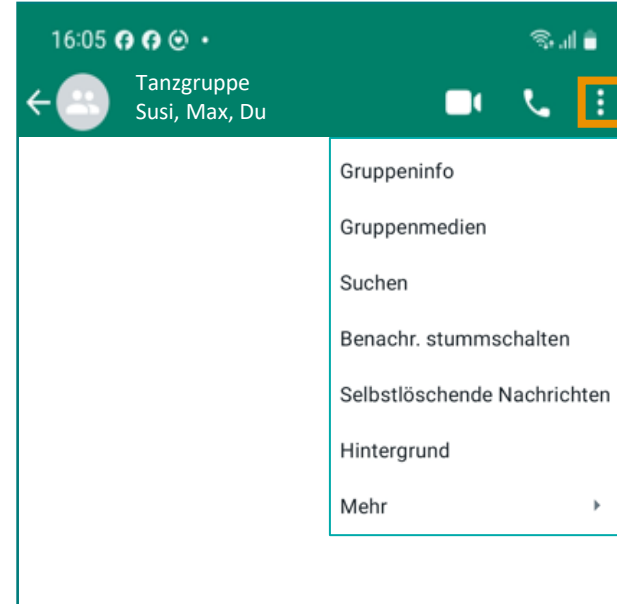 16:05
Tanzgruppe
Susi, Max, Du
Gruppeninfo
Gruppenmedien
Suchen
Benachr. stummschalten
Selbstlöschende Nachrichten
Hintergrund
Mehr